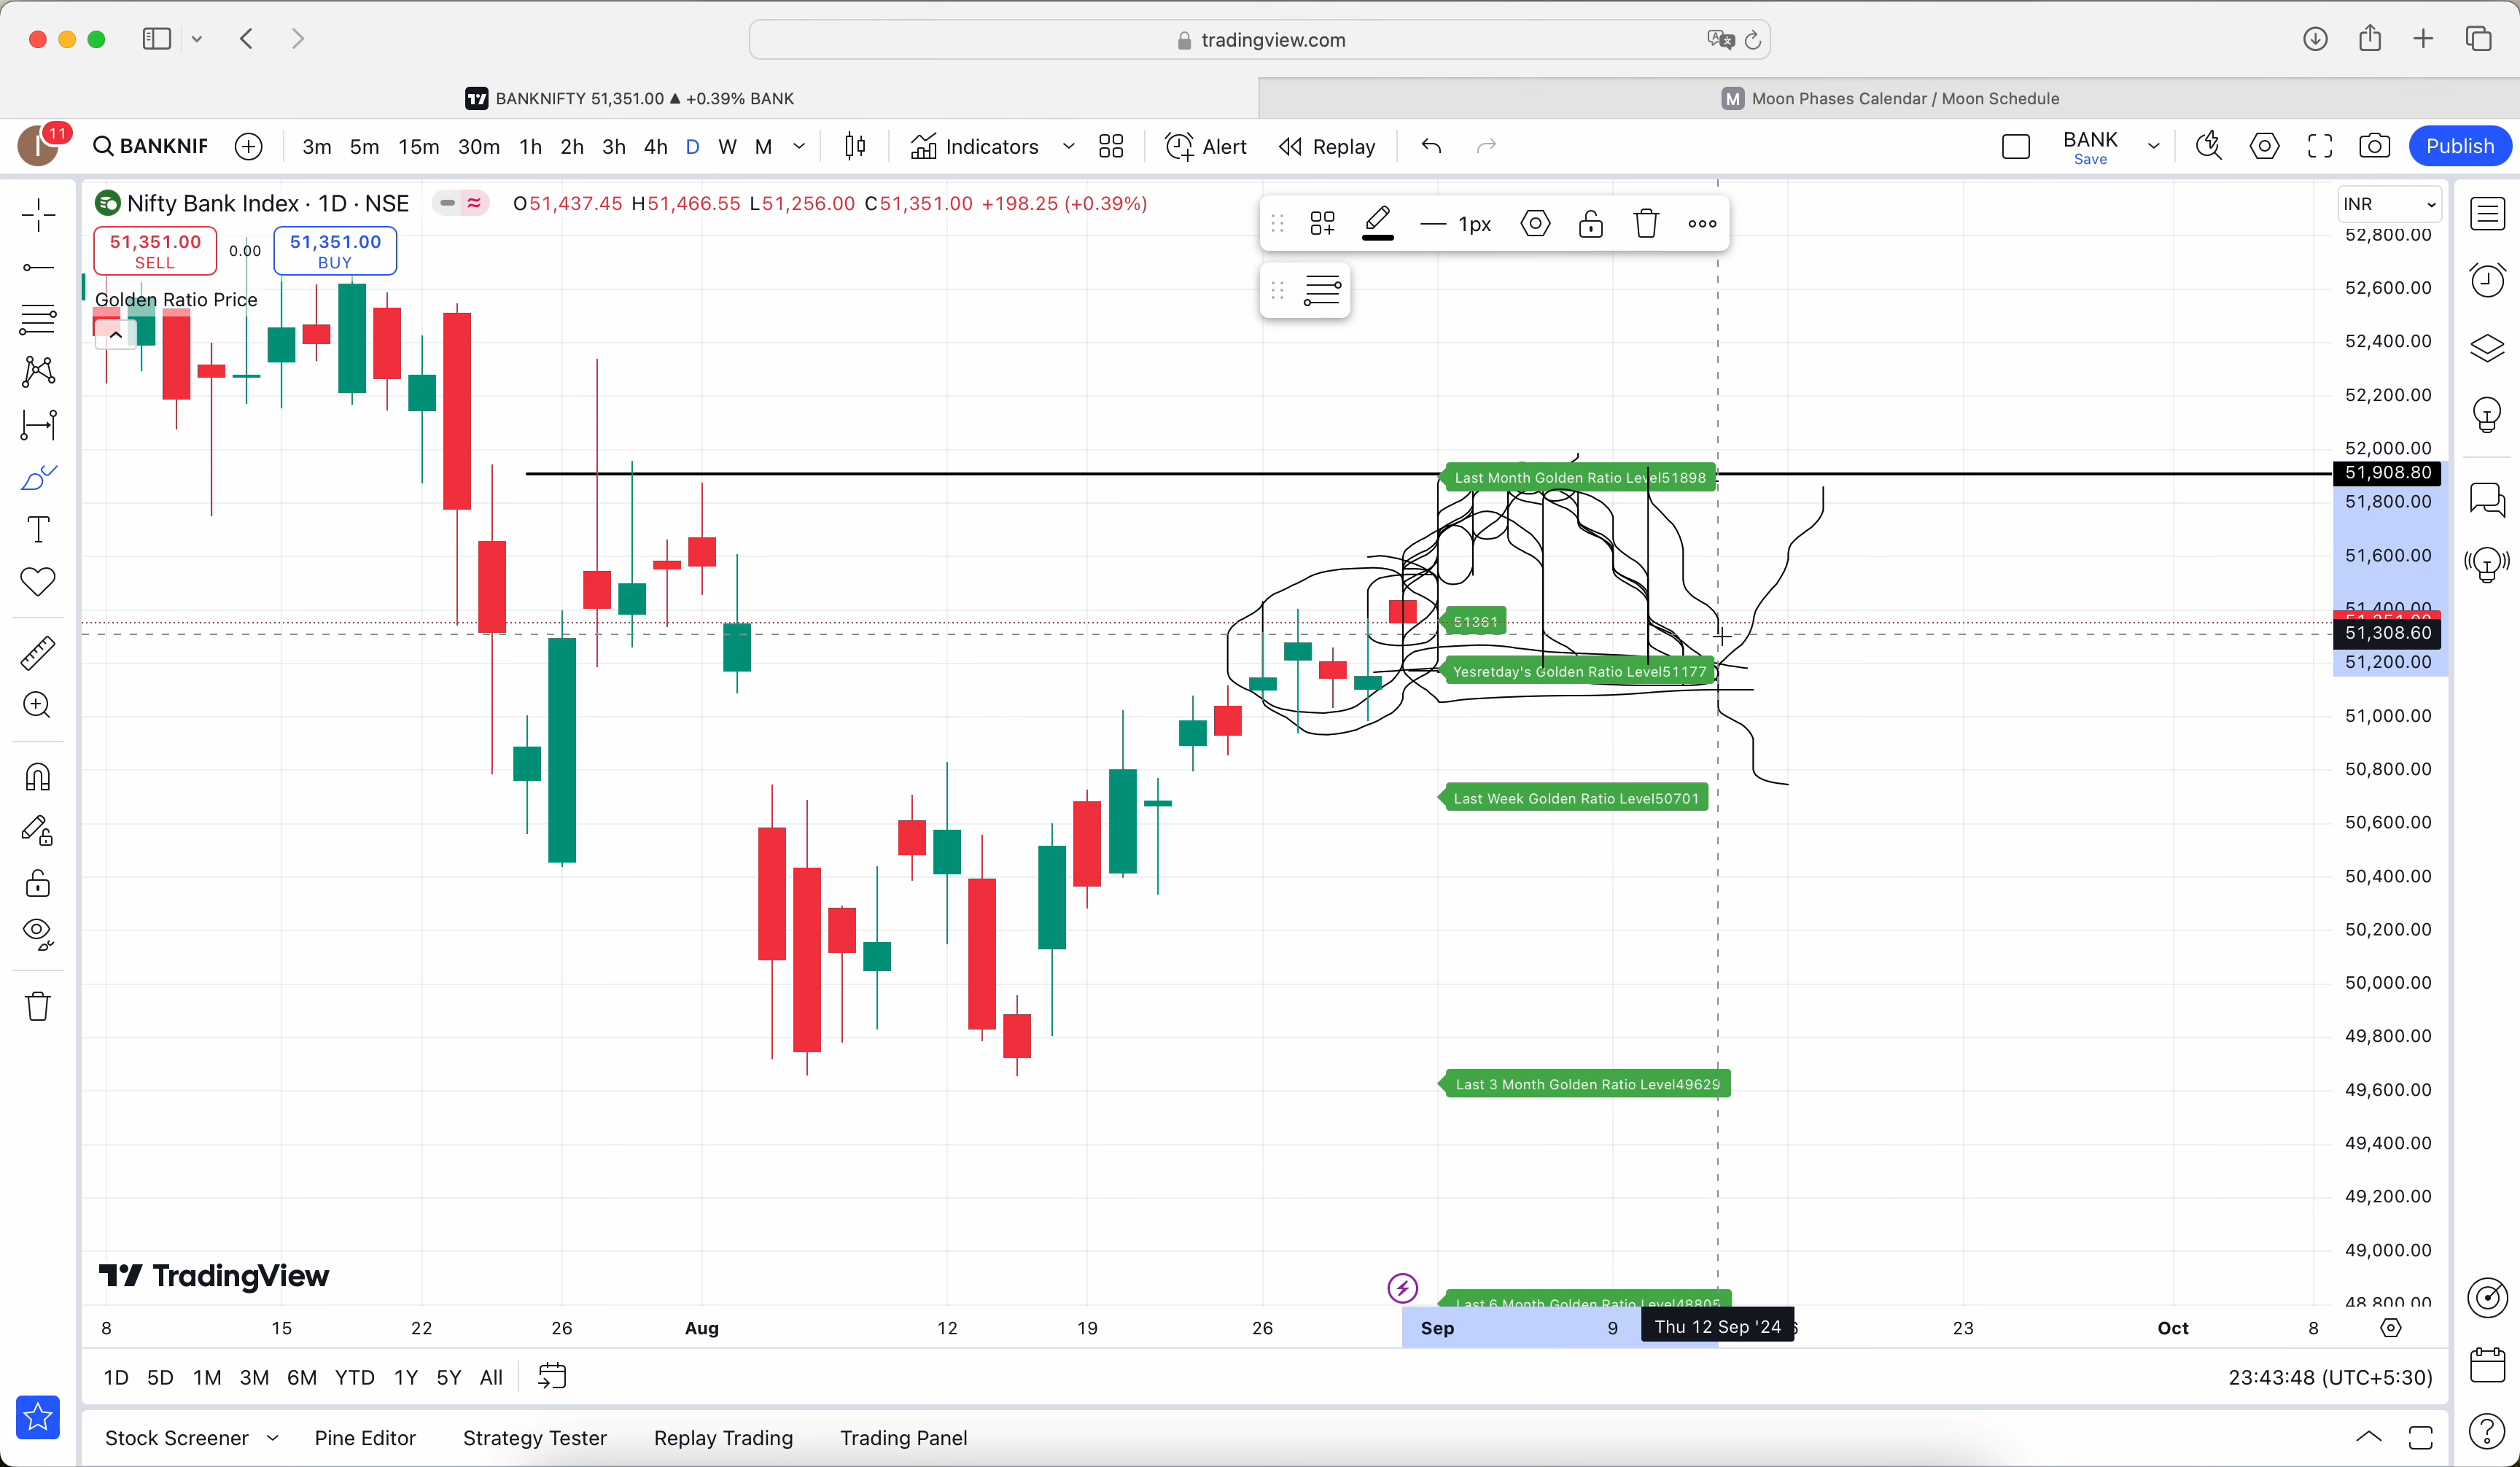 tradingview.com
BANKNIFTY 51,351.00 ▲ +0.39% BANK
M Moon Phases Calendar / Moon Schedule
11
I
BANKNIF
3m 5m 15m 30m 1h 2h 3h 4h D W M
Indicators
Alert
Replay
BANK
Save
Publish
Nifty Bank Index · 1D · NSE
O51,437.45 H51,466.55 L51,256.00 C51,351.00 +198.25 (+0.39%)
51,351.00
SELL
0.00
51,351.00
BUY
Golden Ratio Price
1px
INR
52,800.00
52,600.00
52,400.00
52,200.00
52,000.00
51,908.80
51,800.00
51,600.00
51,400.00
51,308.60
51,200.00
51,000.00
50,800.00
50,600.00
50,400.00
50,200.00
50,000.00
49,800.00
49,600.00
49,400.00
49,200.00
49,000.00
48,800.00
Last Month Golden Ratio Level51898
51361
Yesretday's Golden Ratio Level51177
Last Week Golden Ratio Level50701
Last 3 Month Golden Ratio Level49629
Last 6 Month Golden Ratio Level48805
TradingView
8 15 22 26 Aug 12 19 26 Sep 9 Thu 12 Sep '24 23 Oct 8
1D 5D 1M 3M 6M YTD 1Y 5Y All
23:43:48 (UTC+5:30)
Stock Screener Pine Editor Strategy Tester Replay Trading Trading Panel